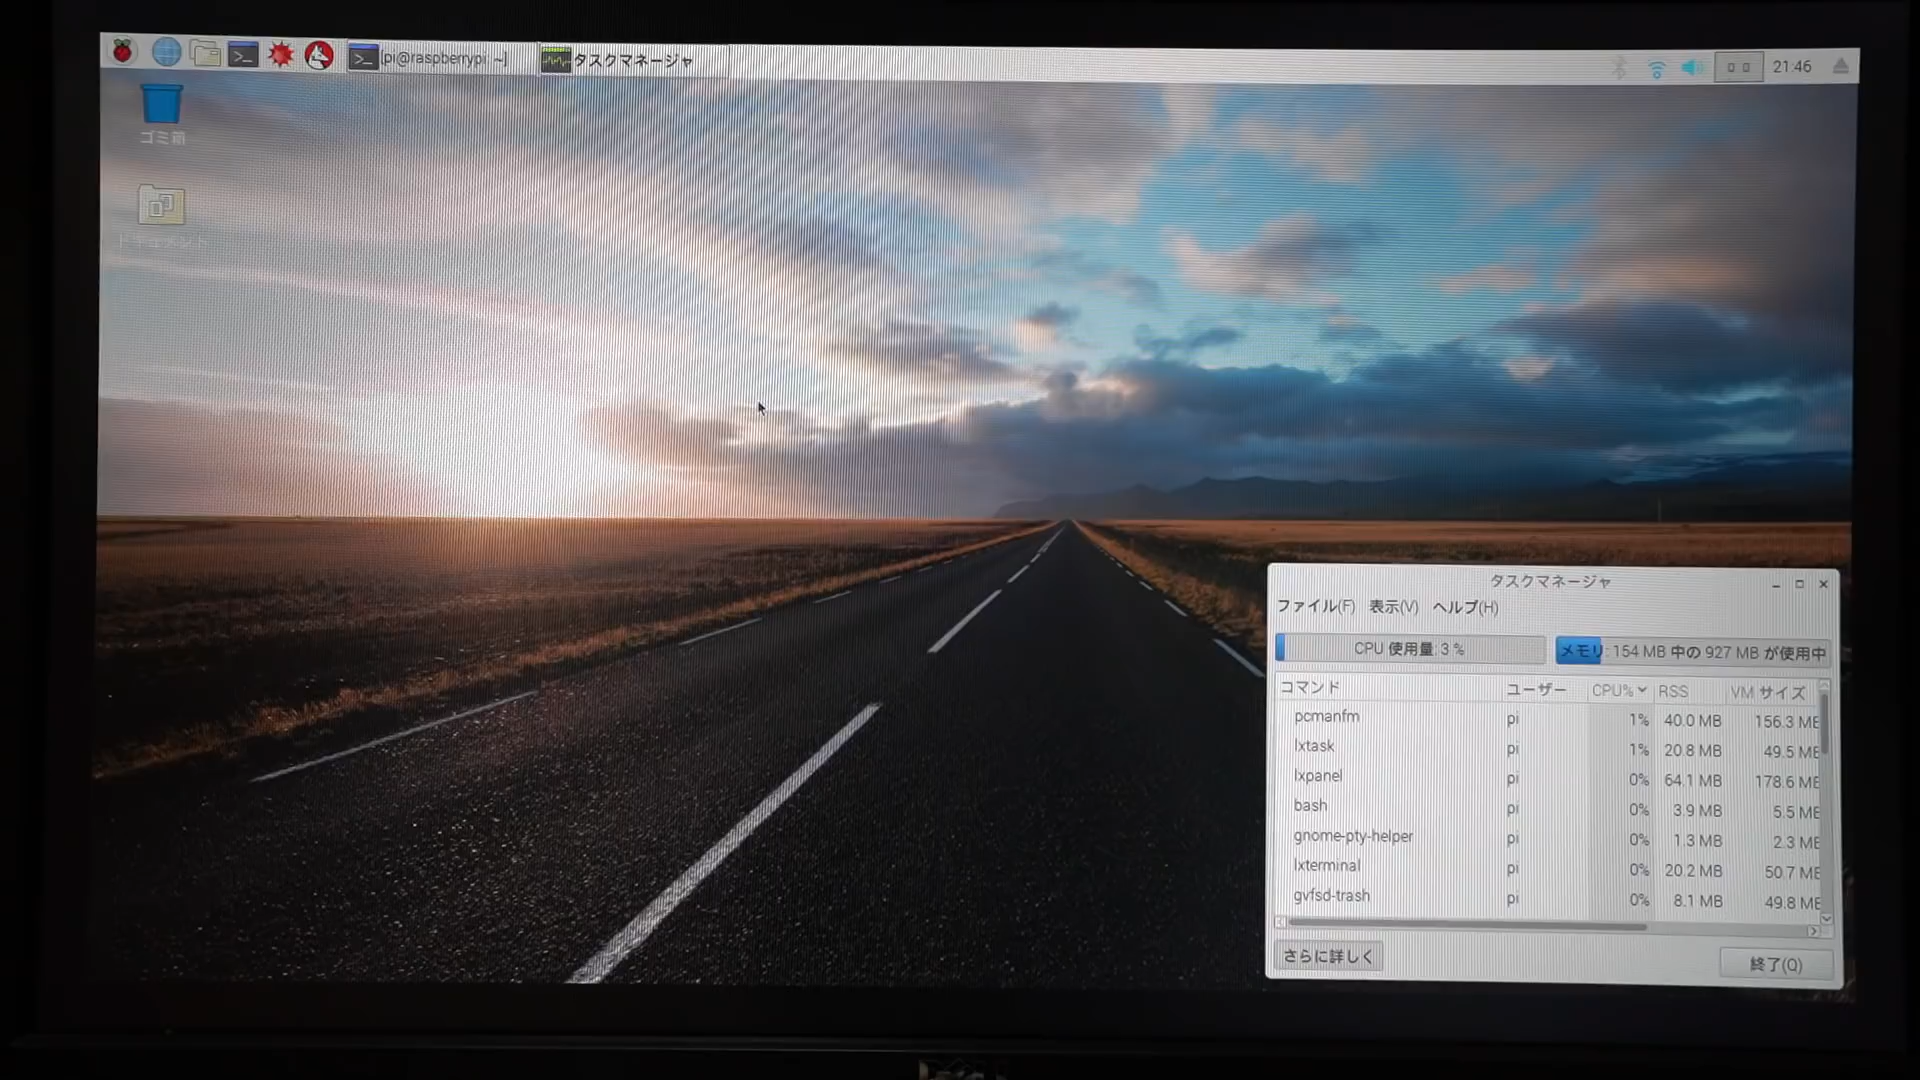 [pi@raspberrypi: ~]
タスクマネージャ
21:46
ゴミ箱
ドキュメント
タスクマネージャ
ファイル(F) 表示(V) ヘルプ(H)
CPU 使用量: 3 % メモリ: 154 MB 中の 927 MB が使用中
コマンド ユーザー CPU% RSS VM サイズ
pcmanfm pi 1% 40.0 MB 156.3 MB
lxtask pi 1% 20.8 MB 49.5 MB
lxpanel pi 0% 64.1 MB 178.6 MB
bash pi 0% 3.9 MB 5.5 MB
gnome-pty-helper pi 0% 1.3 MB 2.3 MB
lxterminal pi 0% 20.2 MB 50.7 MB
gvfsd-trash pi 0% 8.1 MB 49.8 MB
さらに詳しく 終了(Q)